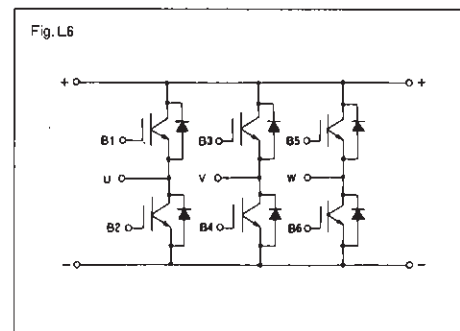 Fig. L6
+ +
B1 B3 B5
U V W
B2 B4 B6
- -